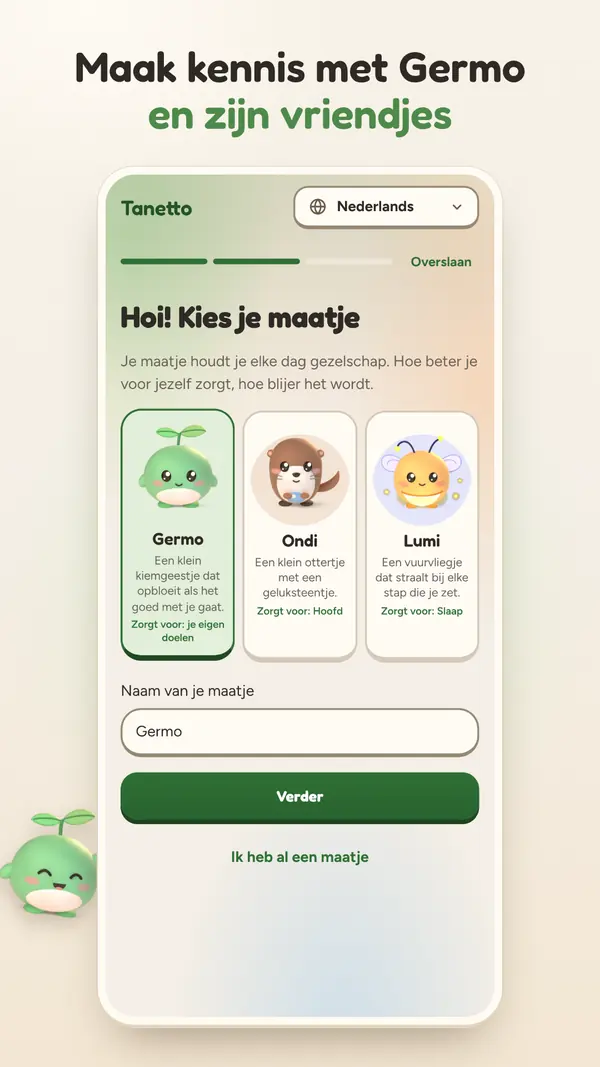 Maak kennis met Germo
en zijn vriendjes
Tanetto
Nederlands
Overslaan
Hoi! Kies je maatje
Je maatje houdt je elke dag gezelschap. Hoe beter je
voor jezelf zorgt, hoe blijer het wordt.
Germo
Een klein
kiemgeestje dat
opbloeit als het
goed met je gaat.
Zorgt voor: je eigen
doelen
Ondi
Een klein ottertje
met een
geluksteentje.
Zorgt voor: Hoofd
Lumi
Een vuurvliegje
dat straalt bij elke
stap die je zet.
Zorgt voor: Slaap
Naam van je maatje
Germo
Verder
Ik heb al een maatje